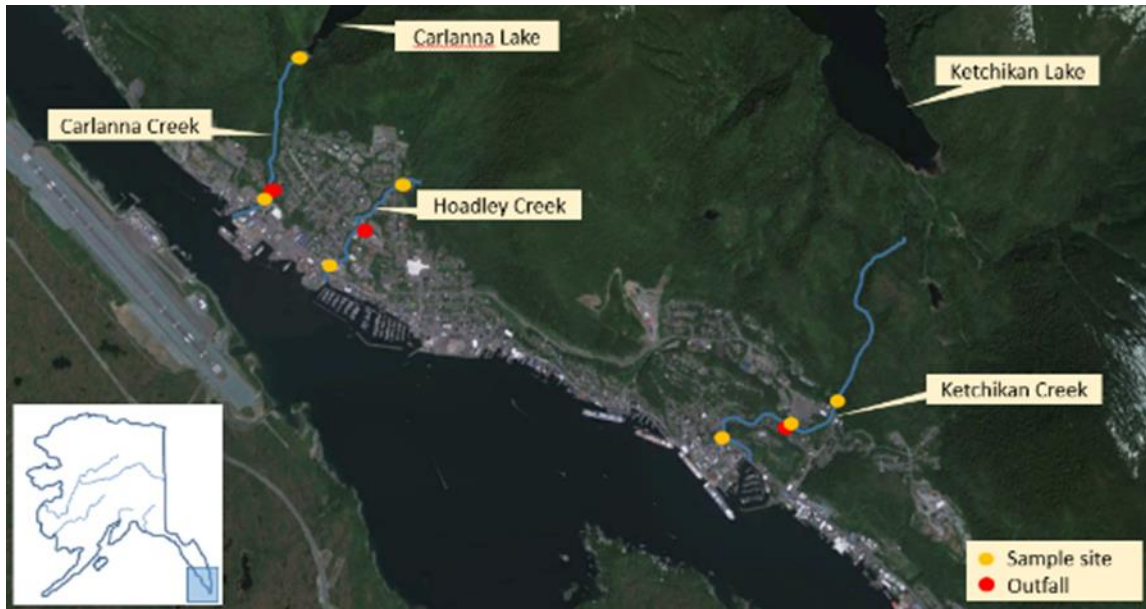 Carlanna Lake
Ketchikan Lake
Carlanna Creek
Hoadley Creek
Ketchikan Creek
Sample site
Outfall